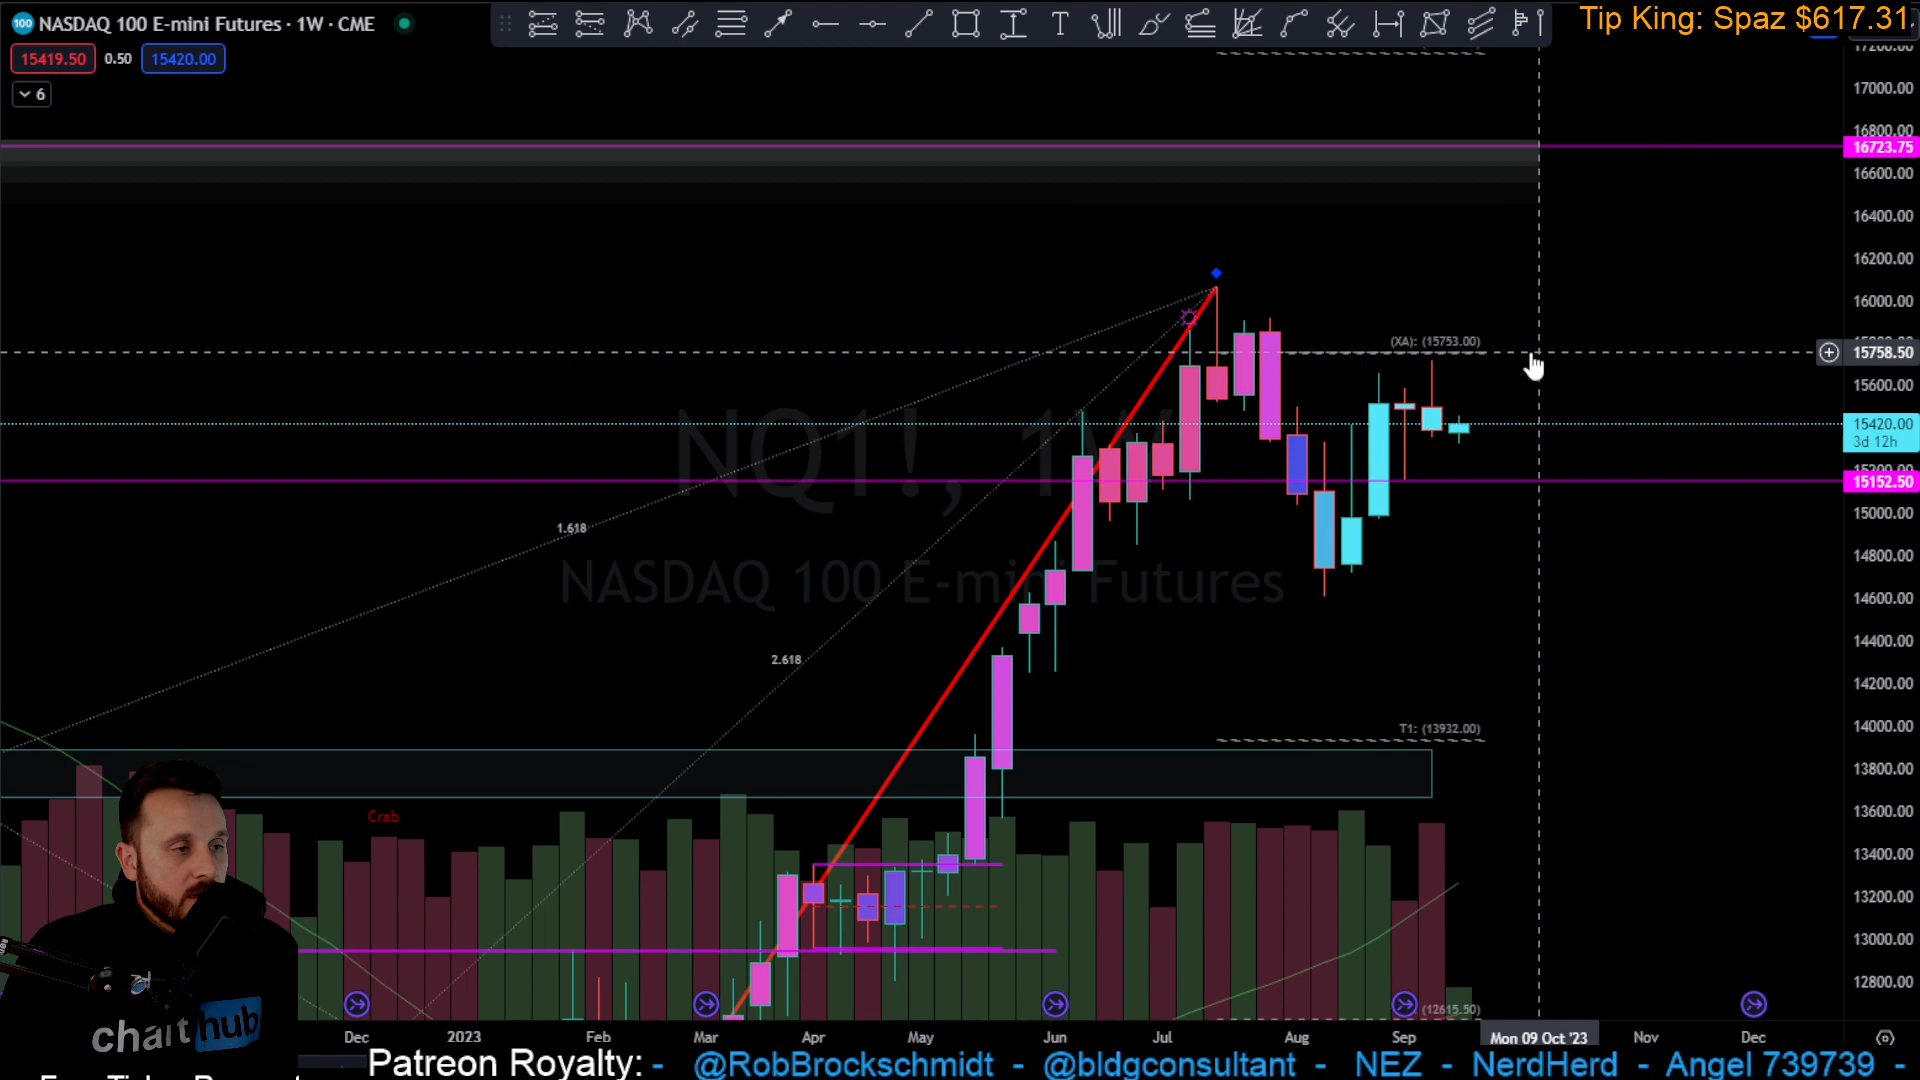 100 NASDAQ 100 E-mini Futures · 1W · CME
Tip King: Spaz $617.31
15419.50 0.50 15420.00
6
17200.00
17000.00
16800.00
16723.75
16600.00
16400.00
16200.00
16000.00
(XA): (15753.00)
15758.50
15600.00
15420.00
3d 12h
15200.00
15152.50
NQ1!, 1W
NASDAQ 100 E-mini Futures
1.618
2.618
15000.00
14800.00
14600.00
14400.00
14200.00
14000.00
T1: (13932.00)
13800.00
13600.00
Crab
13400.00
13200.00
13000.00
12800.00
(12615.50)
Dec 2023 Feb Mar Apr May Jun Jul Aug Sep Mon 09 Oct '23 Nov Dec
chart hub
Patreon Royalty: - @RobBrockschmidt - @bldgconsultant - NEZ - NerdHerd - Angel 739739 -